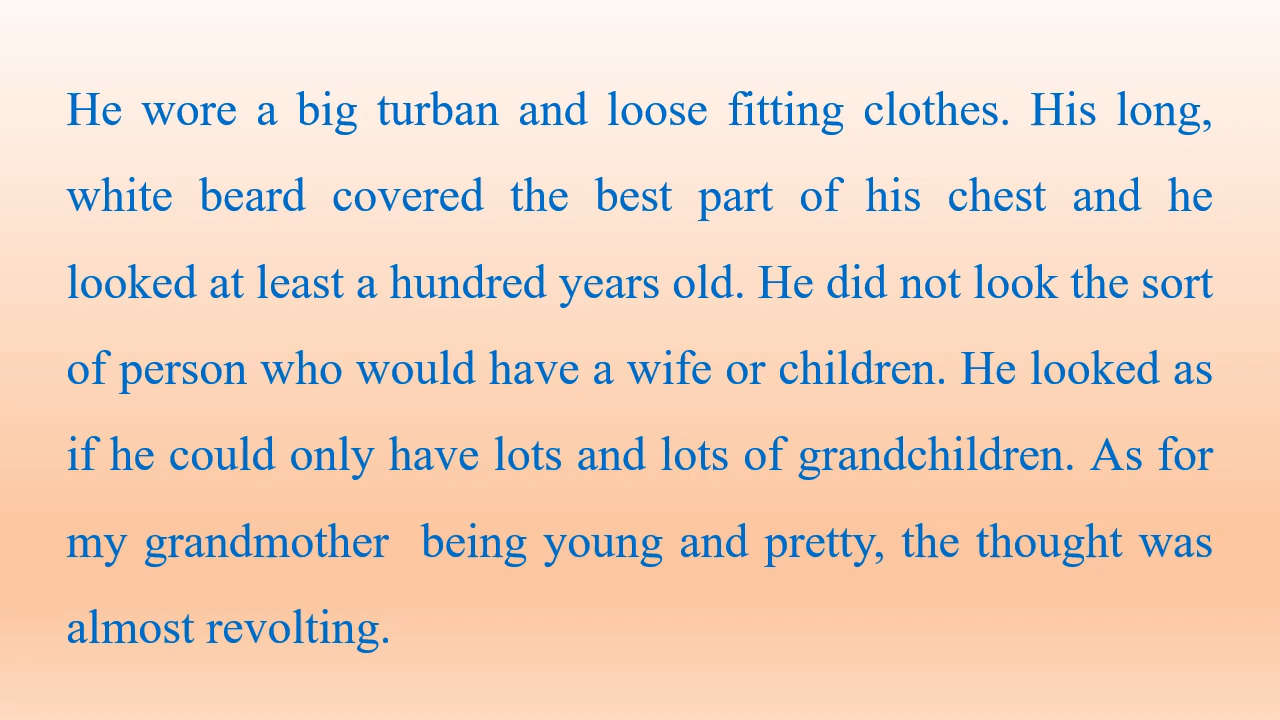 He wore a big turban and loose fitting clothes. His long,
white beard covered the best part of his chest and he
looked at least a hundred years old. He did not look the sort
of person who would have a wife or children. He looked as
if he could only have lots and lots of grandchildren. As for
my grandmother  being young and pretty, the thought was
almost revolting.